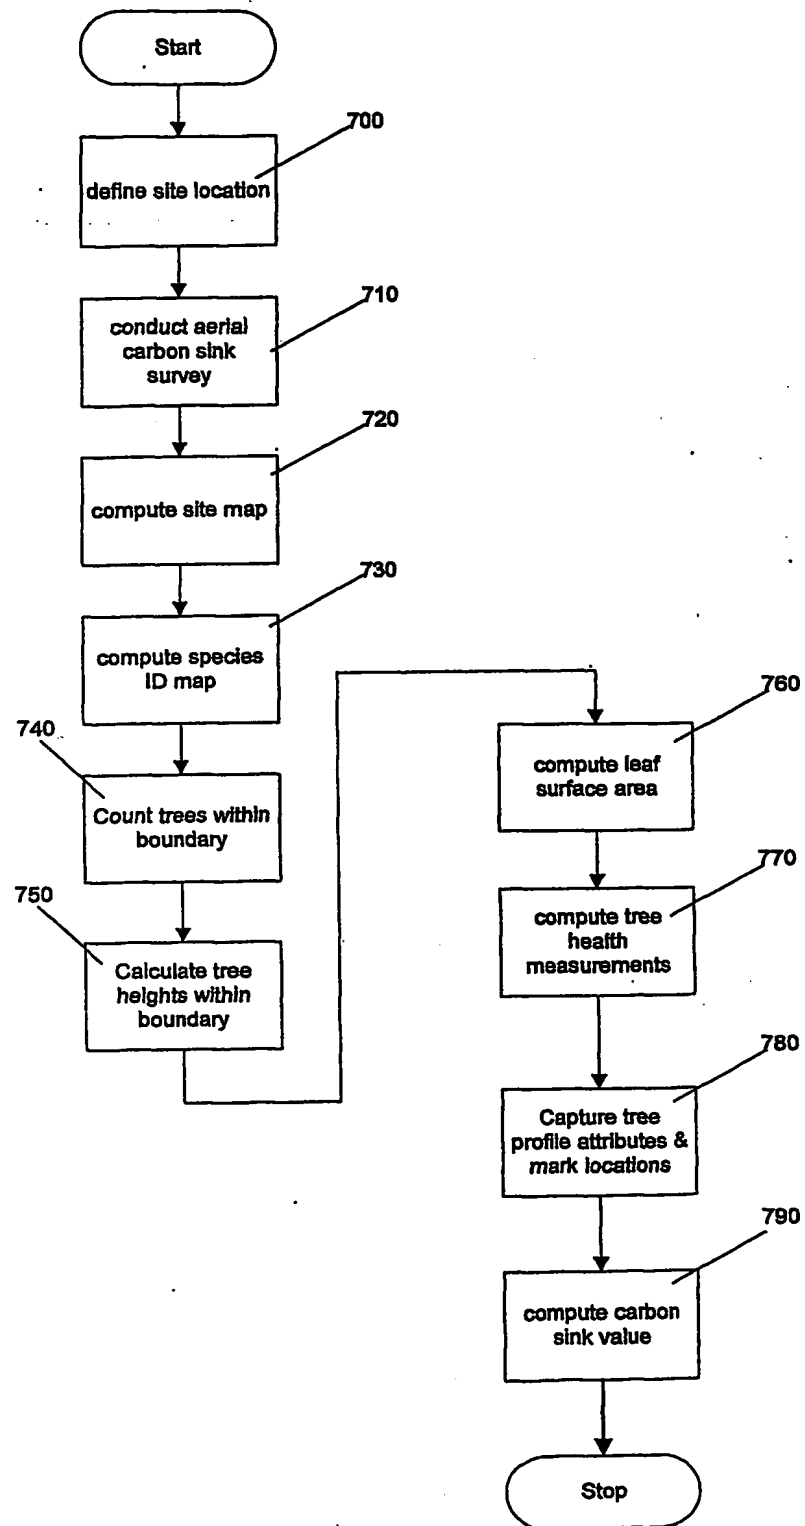 Start
700
define site location
710
conduct aerial
carbon sink
survey
720
compute site map
730
compute species
ID map
740
Count trees within
boundary
750
Calculate tree
heights within
boundary
760
compute leaf
surface area
770
compute tree
health
measurements
780
Capture tree
profile attributes &
mark locations
790
compute carbon
sink value
Stop